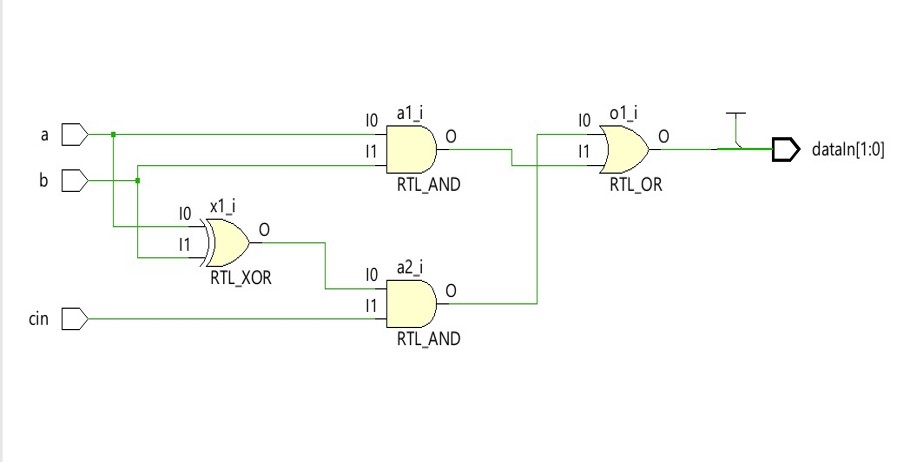 a
b
cin
I0
I1
a1_i
O
RTL_AND
I0
I1
x1_i
O
RTL_XOR
I0
I1
a2_i
O
RTL_AND
I0
I1
o1_i
O
RTL_OR
dataIn[1:0]